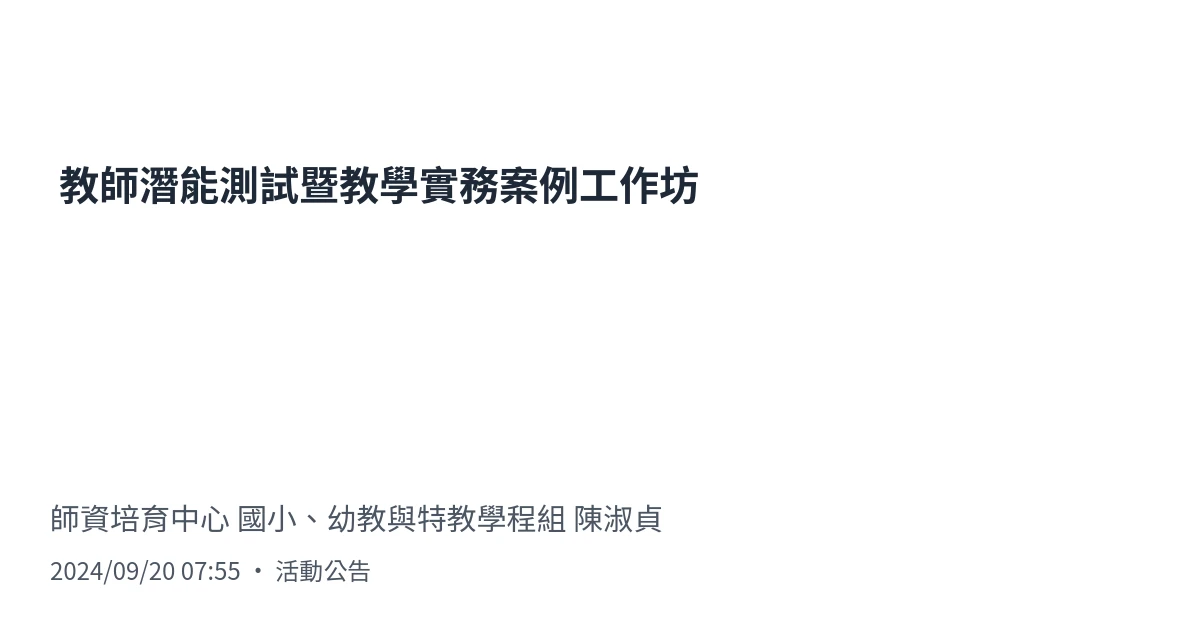 教師潛能測試暨教學實務案例工作坊
師資培育中心 國小、幼教與特教學程組 陳淑貞
2024/09/20 07:55 • 活動公告